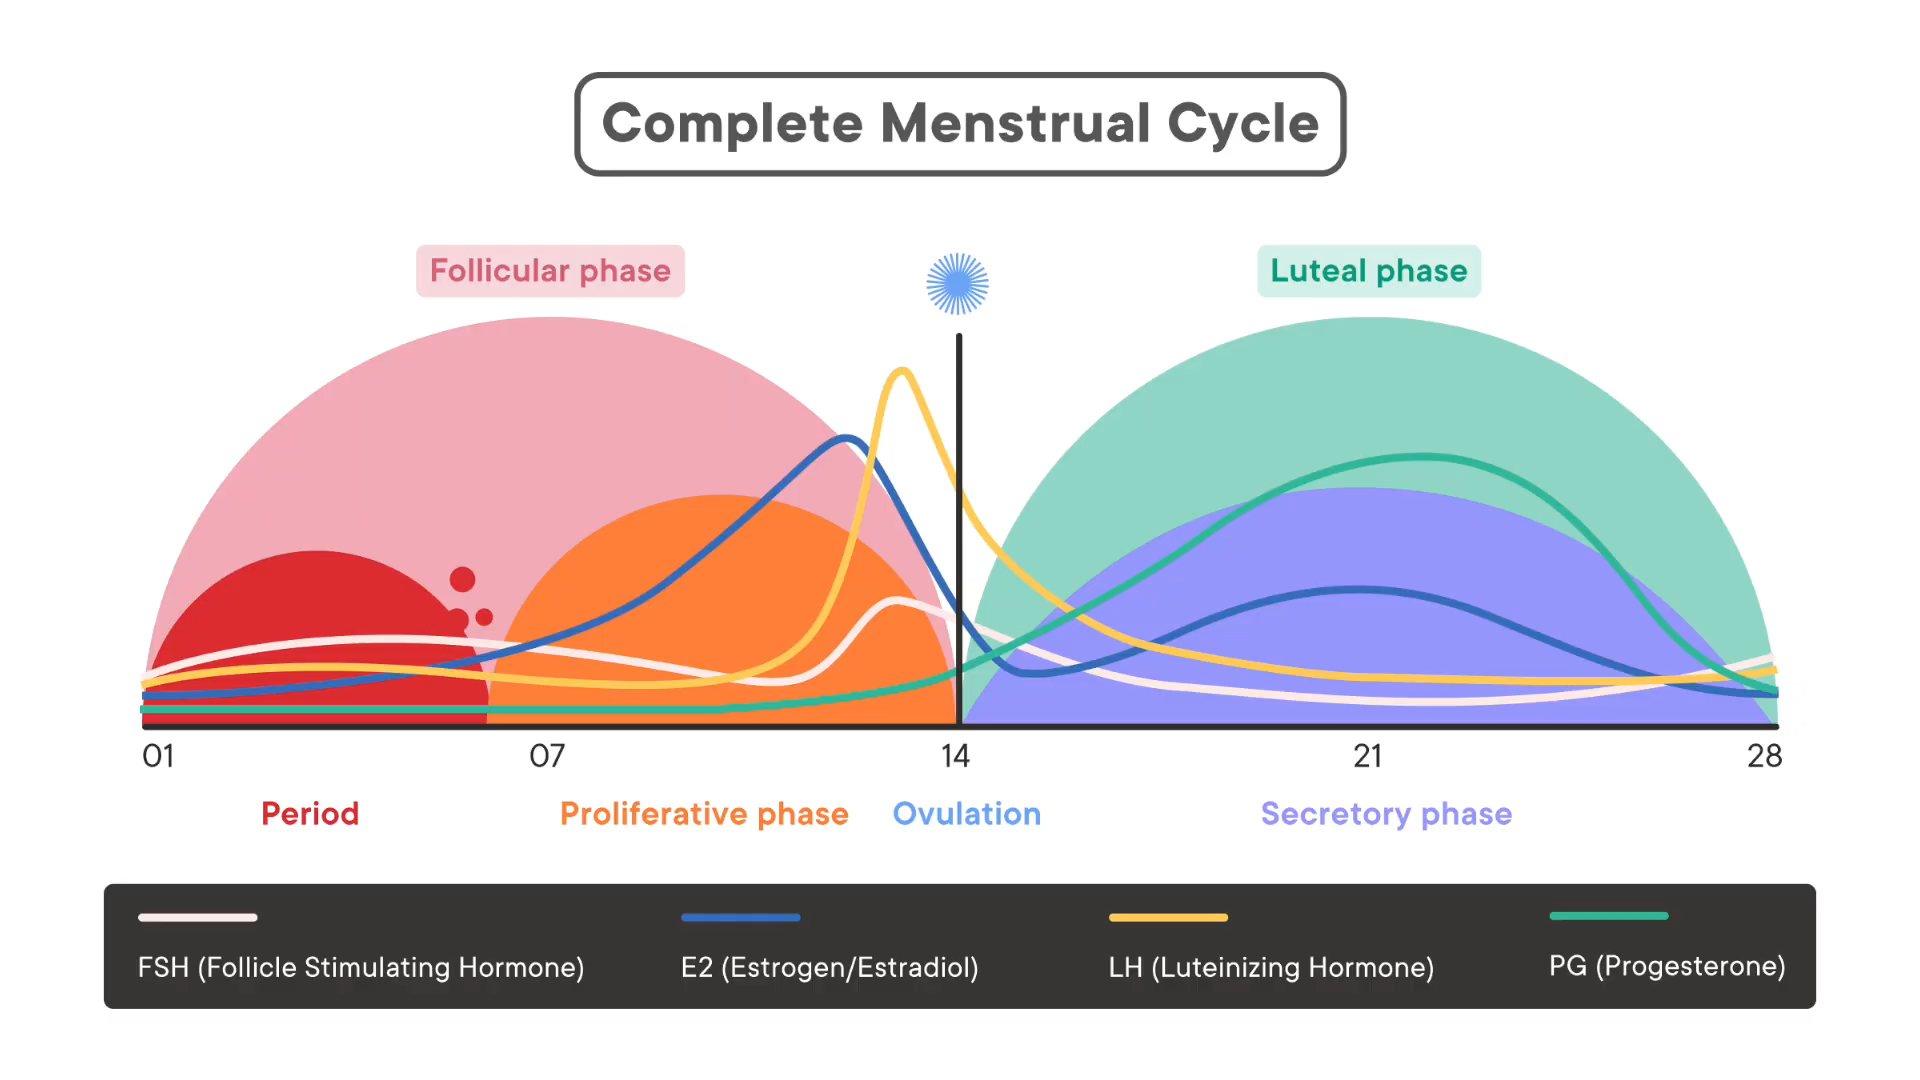 Complete Menstrual Cycle
Follicular phase
Luteal phase
01 07 14 21 28
Period Proliferative phase Ovulation Secretory phase
FSH (Follicle Stimulating Hormone) E2 (Estrogen/Estradiol) LH (Luteinizing Hormone) PG (Progesterone)